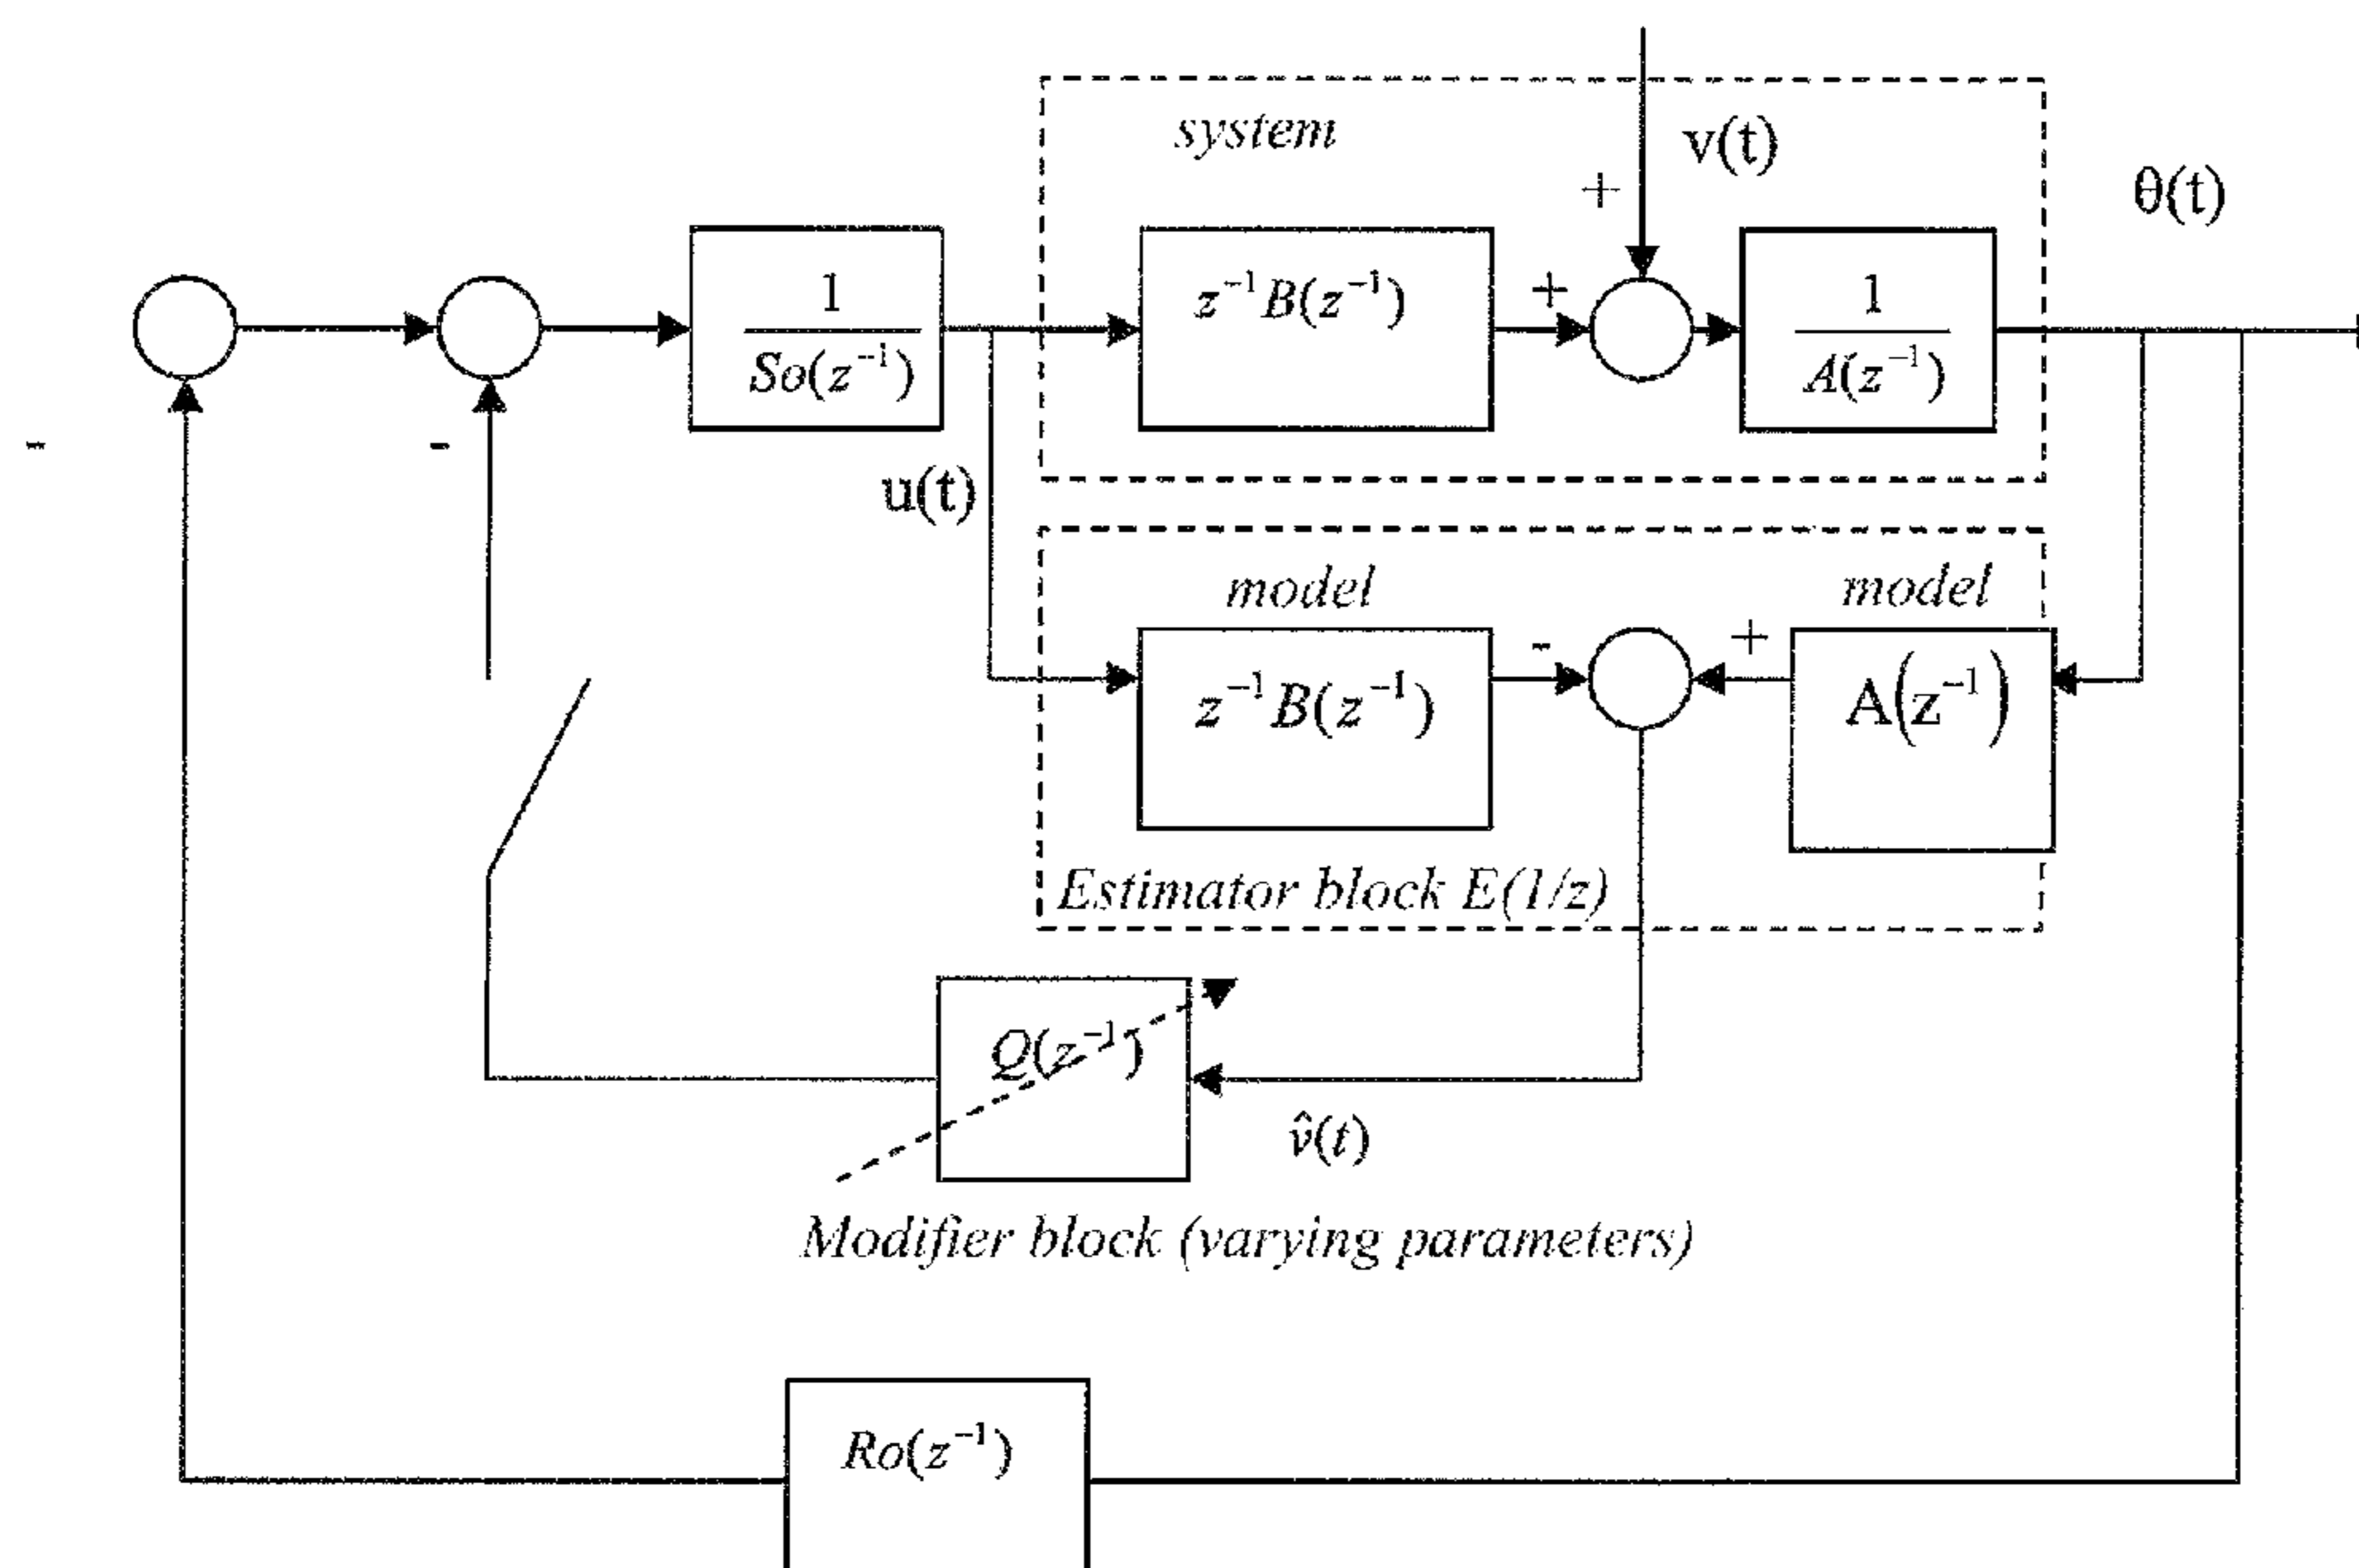 system
v(t)
+
θ(t)
1
So(z⁻¹)
z⁻¹B(z⁻¹)
+
1
A(z⁻¹)
-
-
u(t)
model
model
z⁻¹B(z⁻¹)
-
+
A(z⁻¹)
Estimator block E(1/z)
Q(z⁻¹)
v̂(t)
Modifier block (varying parameters)
Ro(z⁻¹)